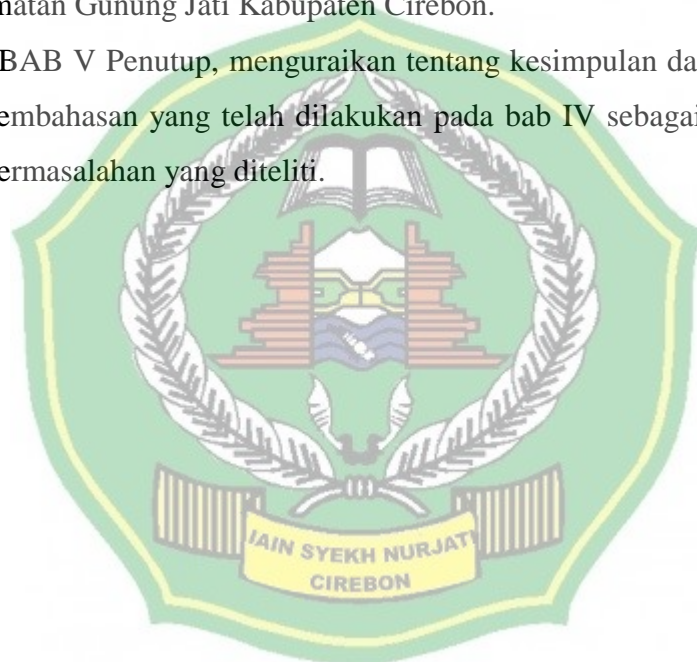 matan Gunung Jati Kabupaten Cirebon.
BAB V Penutup, menguraikan tentang kesimpulan da
embahasan yang telah dilakukan pada bab IV sebagai
ermasalahan yang diteliti.
IAIN SYEKH NURJATI
CIREBON